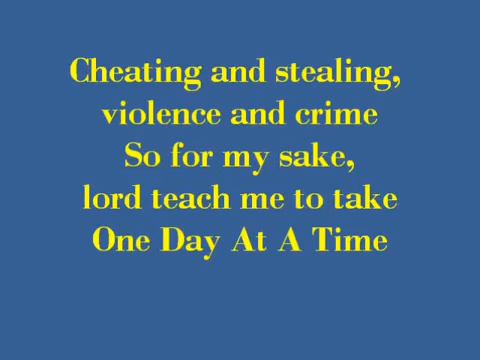 Cheating and stealing,
violence and crime
So for my sake,
lord teach me to take
One Day At A Time